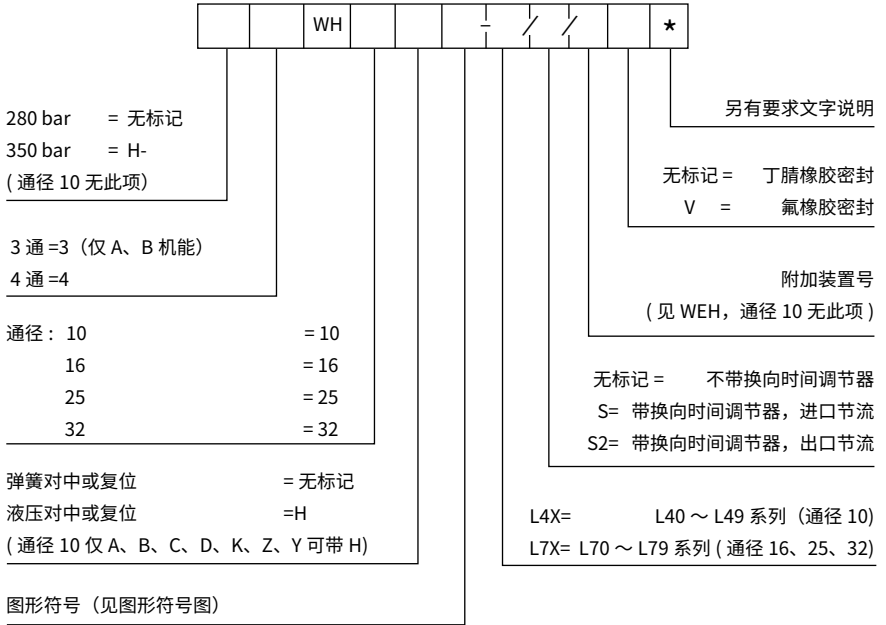 WH - / / *
280 bar = 无标记
350 bar = H-
( 通径 10 无此项）
3 通 =3（仅 A、B 机能）
4 通 =4
通径： 10 = 10
16 = 16
25 = 25
32 = 32
弹簧对中或复位 = 无标记
液压对中或复位 =H
( 通径 10 仅 A、B、C、D、K、Z、Y 可带 H)
图形符号（见图形符号图）
另有要求文字说明
无标记 = 丁腈橡胶密封
V = 氟橡胶密封
附加装置号
( 见 WEH，通径 10 无此项 )
无标记 = 不带换向时间调节器
S= 带换向时间调节器，进口节流
S2= 带换向时间调节器，出口节流
L4X= L40 ～ L49 系列（通径 10)
L7X= L70 ～ L79 系列 ( 通径 16、25、32)